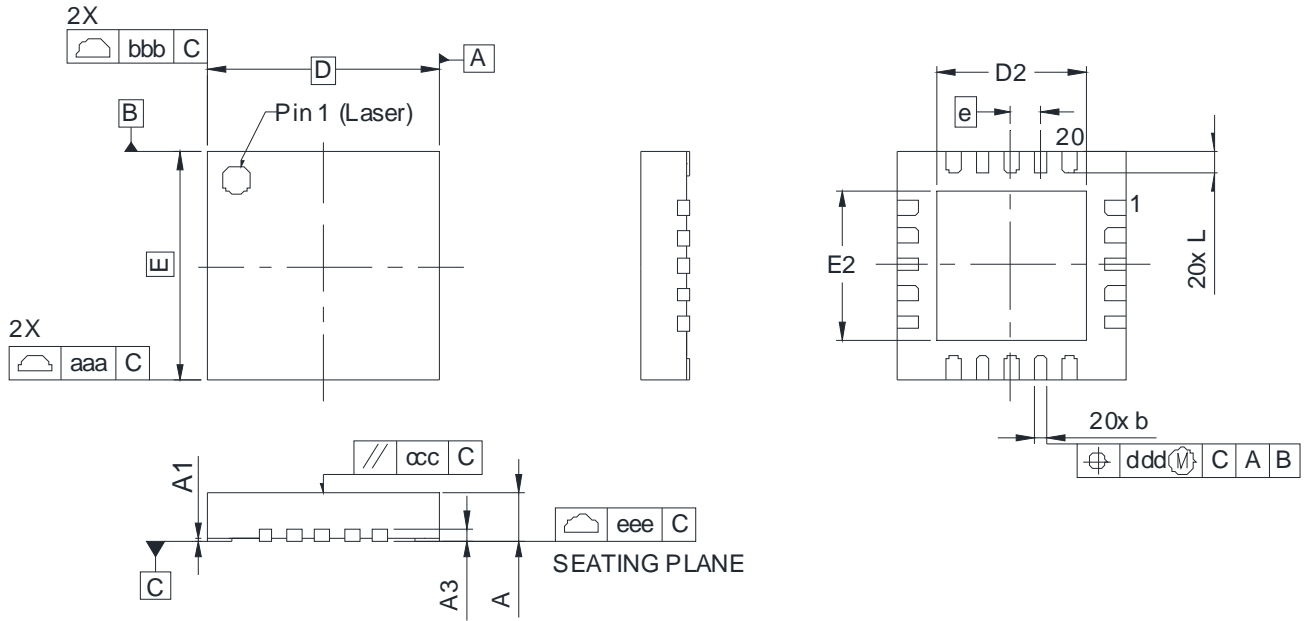 2X
bbb C
D
A
B
Pin 1 (Laser)
E
2X
aaa C
D2
e
20
1
E2
20x L
20x b
ddd M C A B
// ccc C
A1
eee C
SEATING PLANE
C
A3
A